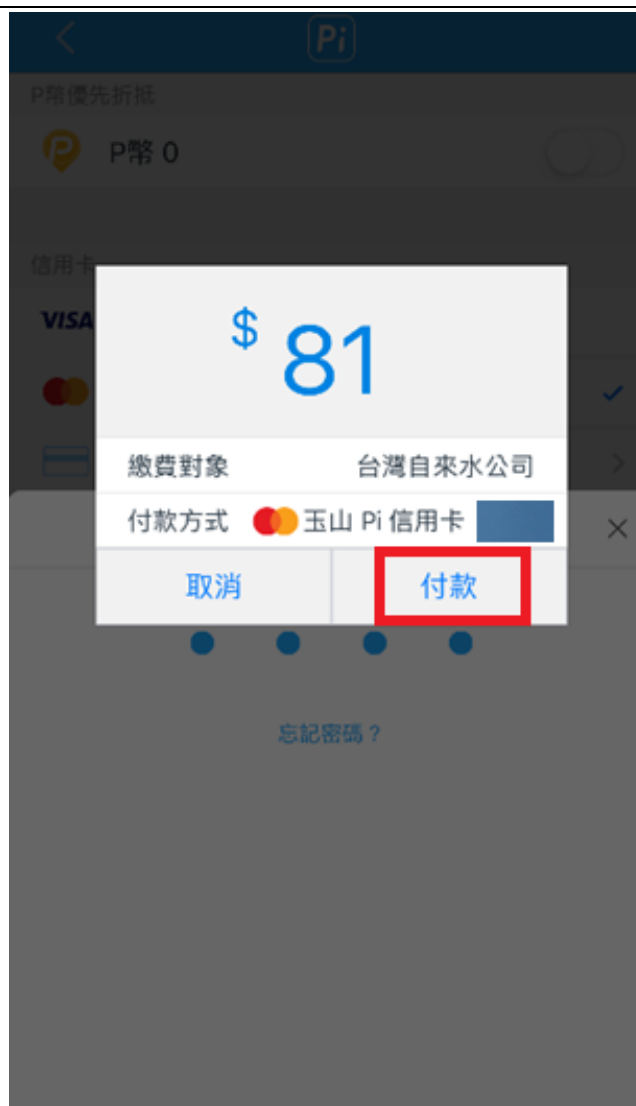 Pi
P幣優先折抵
P幣 0
信用卡
VISA
$ 81
繳費對象 台灣自來水公司
付款方式 玉山 Pi 信用卡
取消 付款
忘記密碼？